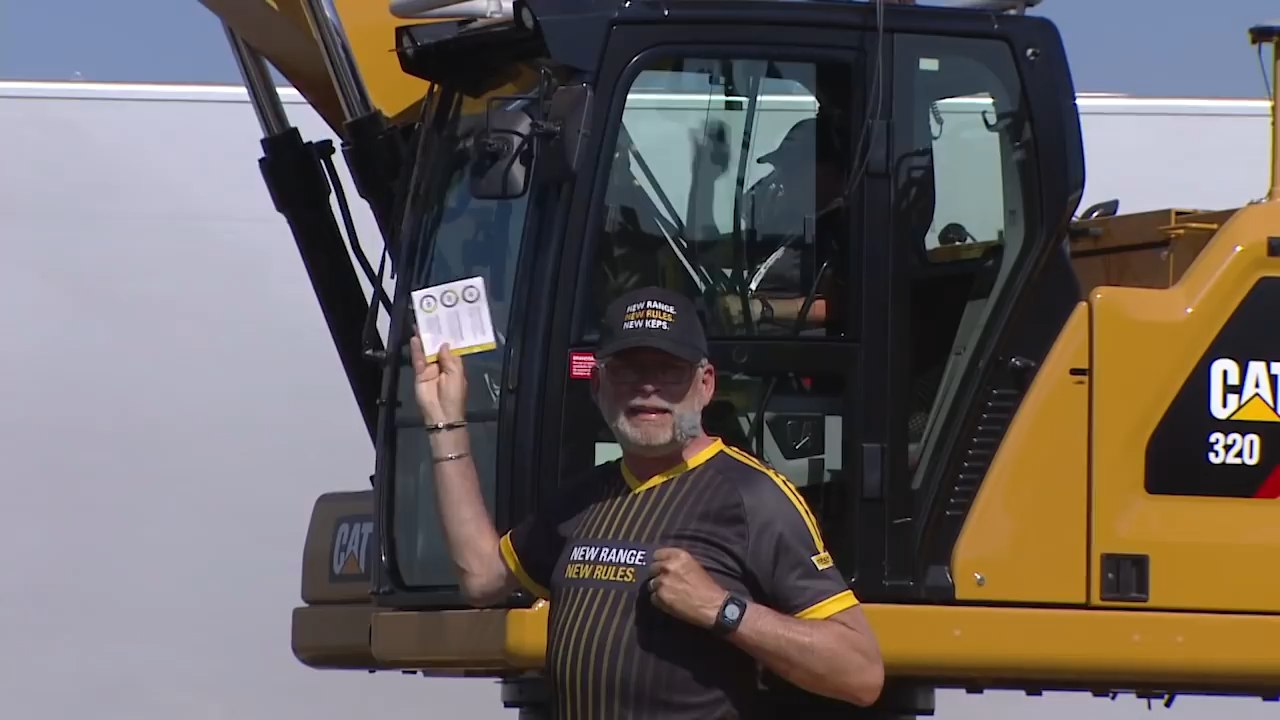 NEW RANGE.
NEW RULES.
NEW KEPS.
NEW RANGE.
NEW RULES.
CAT
CAT
320